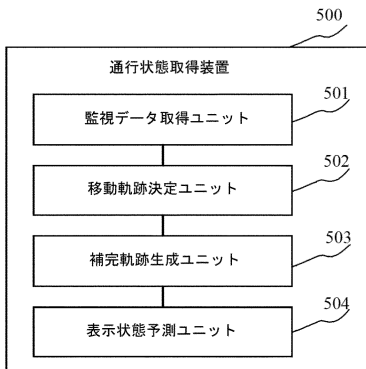 500
通行状態取得装置
501
監視データ取得ユニット
502
移動軌跡決定ユニット
503
補完軌跡生成ユニット
504
表示状態予測ユニット